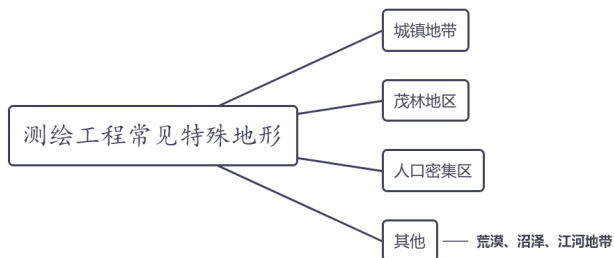 城镇地带
茂林地区
测绘工程常见特殊地形
人口密集区
其他
荒漠、沼泽、江河地带